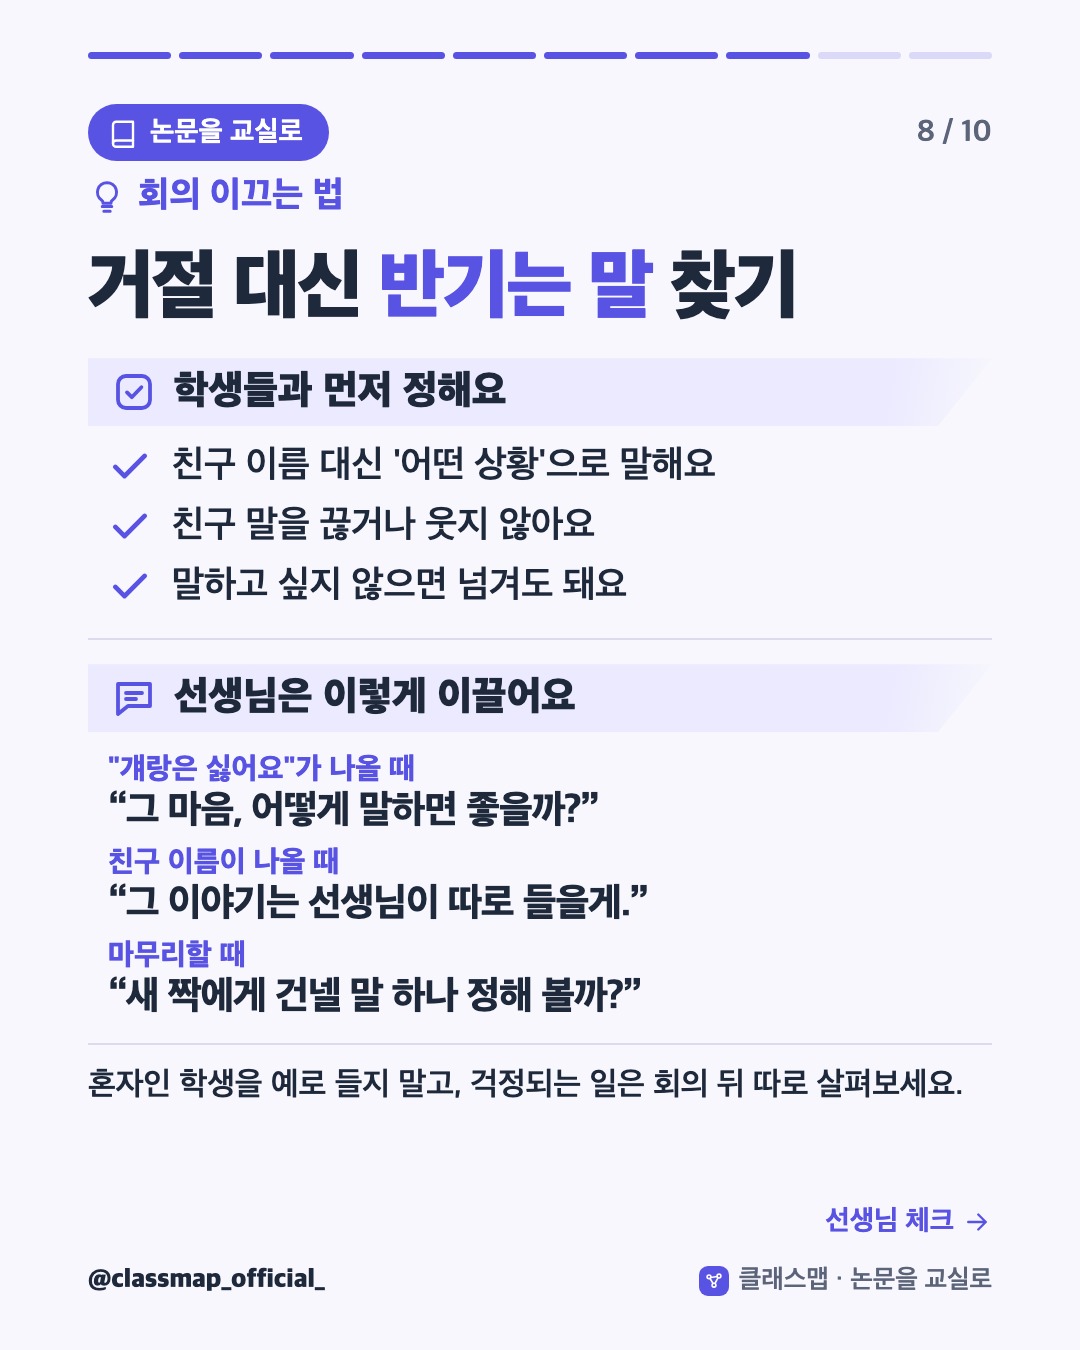 논문을 교실로
8 / 10
회의 이끄는 법
거절 대신 반기는 말 찾기
학생들과 먼저 정해요
친구 이름 대신 '어떤 상황'으로 말해요
친구 말을 끊거나 웃지 않아요
말하고 싶지 않으면 넘겨도 돼요
선생님은 이렇게 이끌어요
"걔랑은 싫어요"가 나올 때
“그 마음, 어떻게 말하면 좋을까?”
친구 이름이 나올 때
“그 이야기는 선생님이 따로 들을게.”
마무리할 때
“새 짝에게 건넬 말 하나 정해 볼까?”
혼자인 학생을 예로 들지 말고, 걱정되는 일은 회의 뒤 따로 살펴보세요.
선생님 체크 →
@classmap_official_
클래스맵 · 논문을 교실로